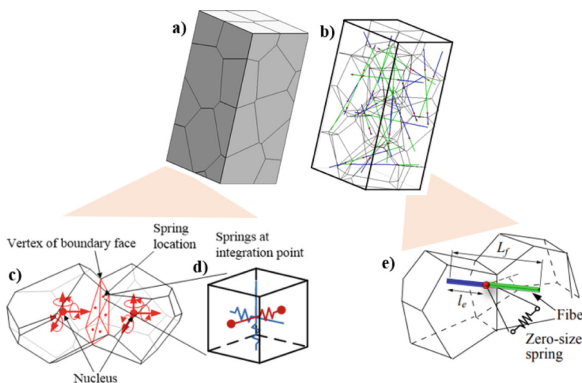 a)
b)
Spring
location
Vertex of boundary face
Springs at
integration point
c)
d)
Nucleus
e)
L_f
l_e
Fibe
Zero-size
spring